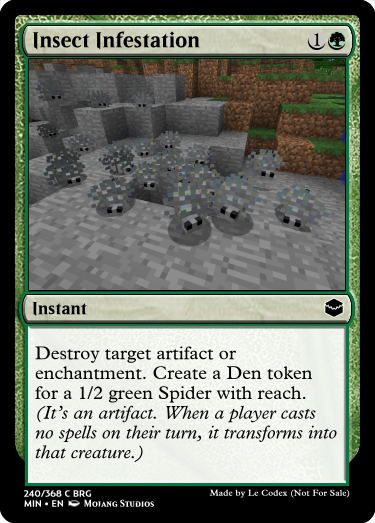 Insect Infestation 1
Instant
Destroy target artifact or
enchantment. Create a Den token
for a 1/2 green Spider with reach.
(It's an artifact. When a player casts
no spells on their turn, it transforms into
that creature.)
240/368 C BRG
MIN • EN Mojang Studios
Made by Le Codex (Not For Sale)